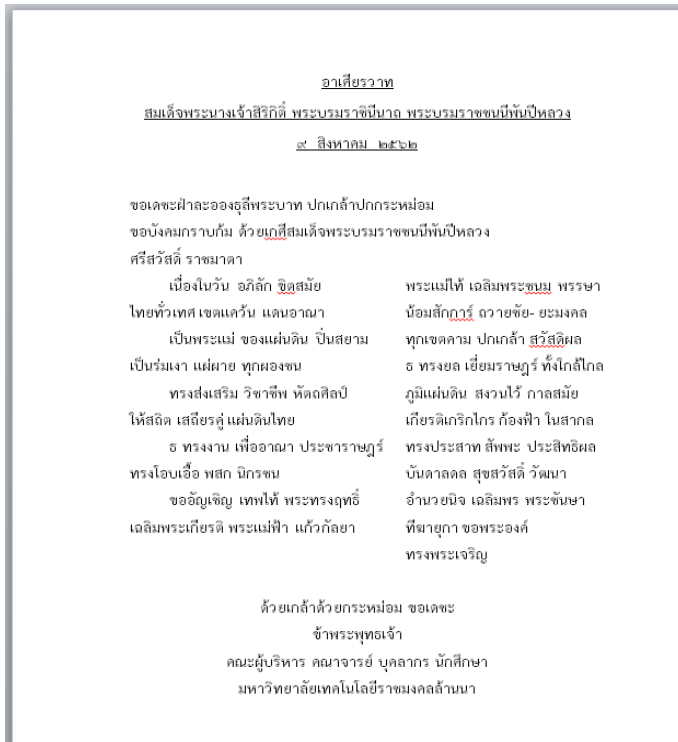 อาเศียรวาท
สมเด็จพระนางเจ้าสิริกิติ์ พระบรมราชินีนาถ พระบรมราชชนนีพันปีหลวง
๙ สิงหาคม ๒๕๖๒
ขอเดชะฝ่าละอองธุลีพระบาท ปกเกล้าปกกระหม่อม
ขอบังคมกราบก้ม ด้วยเกศีสมเด็จพระบรมราชชนนีพันปีหลวง
ศรีสวัสดิ์ ราชมาตา
เนื่องในวัน อภิลัก ขิตสมัย พระแม่ไท้ เฉลิมพระชนม พรรษา
ไทยทั่วเทศ เขตแคว้น แดนอาณา น้อมสักการ์ ถวายชัย- ยะมงคล
เป็นพระแม่ ของแผ่นดิน ปิ่นสยาม ทุกเขตคาม ปกเกล้า สวัสดิผล
เป็นร่มเงา แผ่ผาย ทุกผองชน ธ ทรงยล เยี่ยมราษฎร์ ทั้งใกล้ไกล
ทรงส่งเสริม วิชาชีพ หัตถศิลป์ ภูมิแผ่นดิน สงวนไว้ กาลสมัย
ให้สถิต เสถียรคู่ แผ่นดินไทย เกียรติเกริกไกร ก้องฟ้า ในสากล
ธ ทรงงาน เพื่ออาณา ประชาราษฎร์ ทรงประสาท สัพพะ ประสิทธิผล
ทรงโอบเอื้อ พสก นิกรชน บันดาลดล สุขสวัสดิ์ วัฒนา
ขออัญเชิญ เทพไท้ พระทรงฤทธิ์ อำนวยนิจ เฉลิมพร พระชันษา
เฉลิมพระเกียรติ พระแม่ฟ้า แก้วกัลยา ทีฆายุกา ขอพระองค์
ทรงพระเจริญ
ด้วยเกล้าด้วยกระหม่อม ขอเดชะ
ข้าพระพุทธเจ้า
คณะผู้บริหาร คณาจารย์ บุคลากร นักศึกษา
มหาวิทยาลัยเทคโนโลยีราชมงคลล้านนา